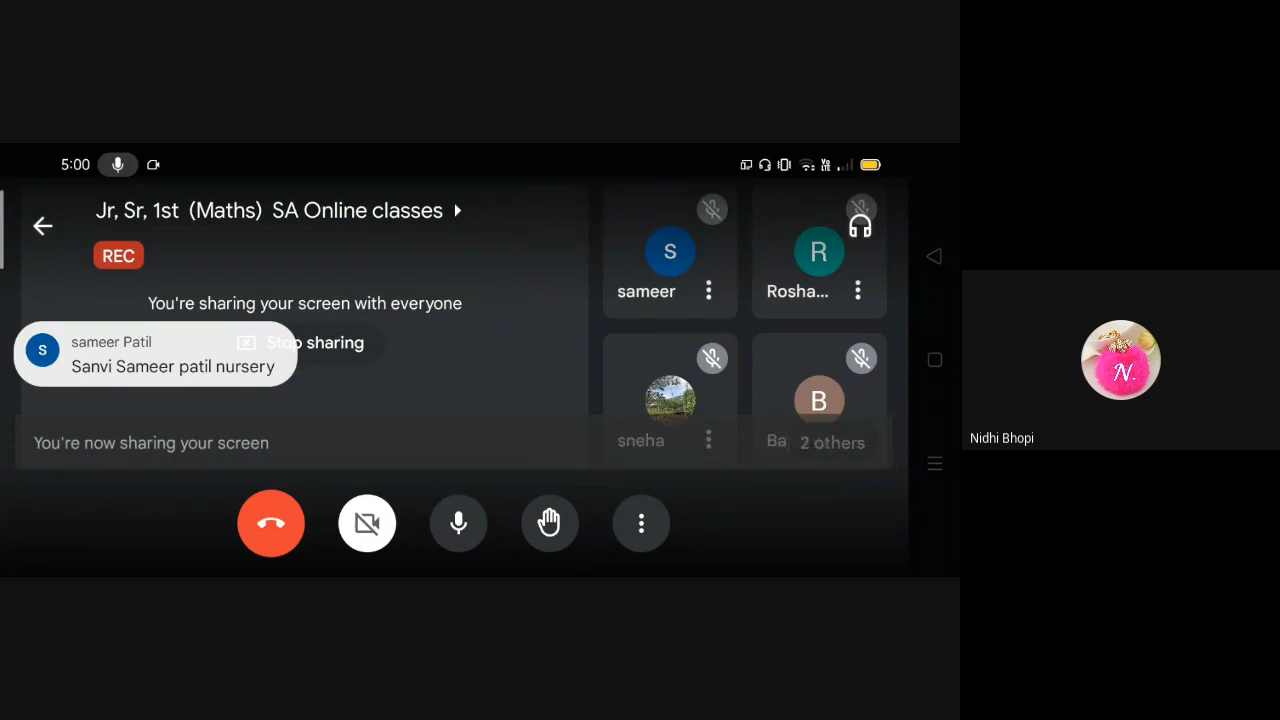 5:00
Jr, Sr, 1st (Maths) SA Online classes
REC
You're sharing your screen with everyone
Stop sharing
S
sameer Patil
Sanvi Sameer patil nursery
You're now sharing your screen
S
sameer
R
Rosha...
sneha
B
Ba
2 others
N.
Nidhi Bhopi